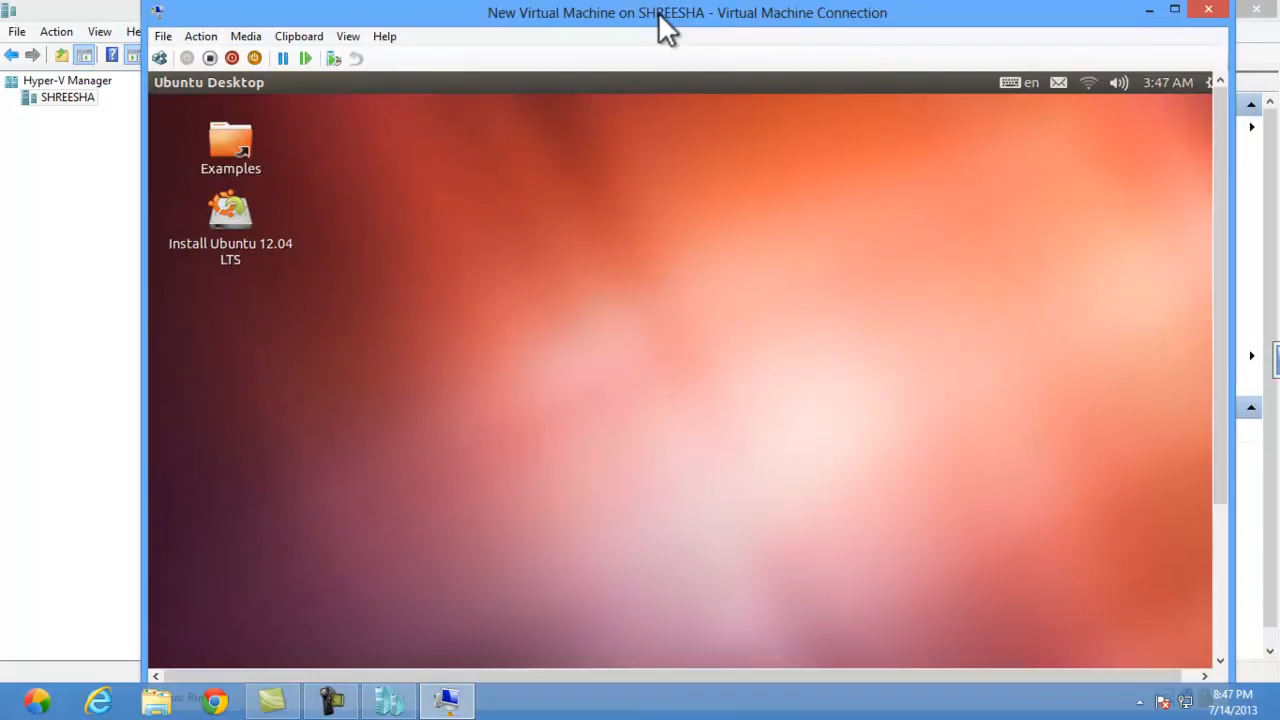 New Virtual Machine on SHREESHA - Virtual Machine Connection
File Action View He
File Action Media Clipboard View Help
Hyper-V Manager
SHREESHA
Ubuntu Desktop
en
3:47 AM
Examples
Install Ubuntu 12.04
LTS
8:47 PM
7/14/2013